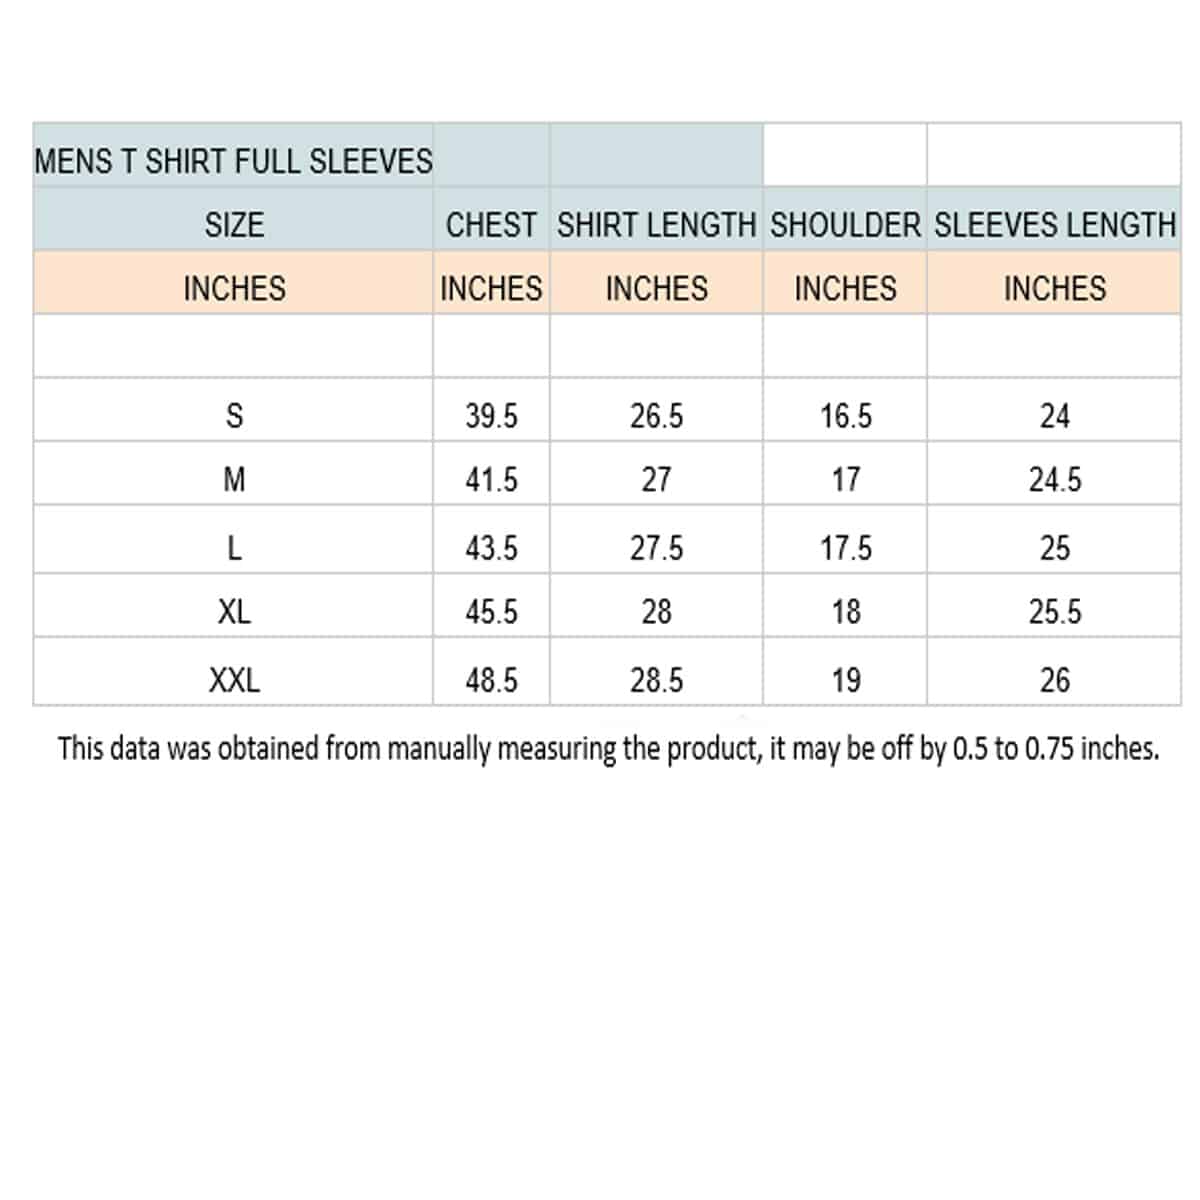 MENS T SHIRT FULL SLEEVES
SIZE CHEST SHIRT LENGTH SHOULDER SLEEVES LENGTH
INCHES INCHES INCHES INCHES INCHES
S 39.5 26.5 16.5 24
M 41.5 27 17 24.5
L 43.5 27.5 17.5 25
XL 45.5 28 18 25.5
XXL 48.5 28.5 19 26
This data was obtained from manually measuring the product, it may be off by 0.5 to 0.75 inches.